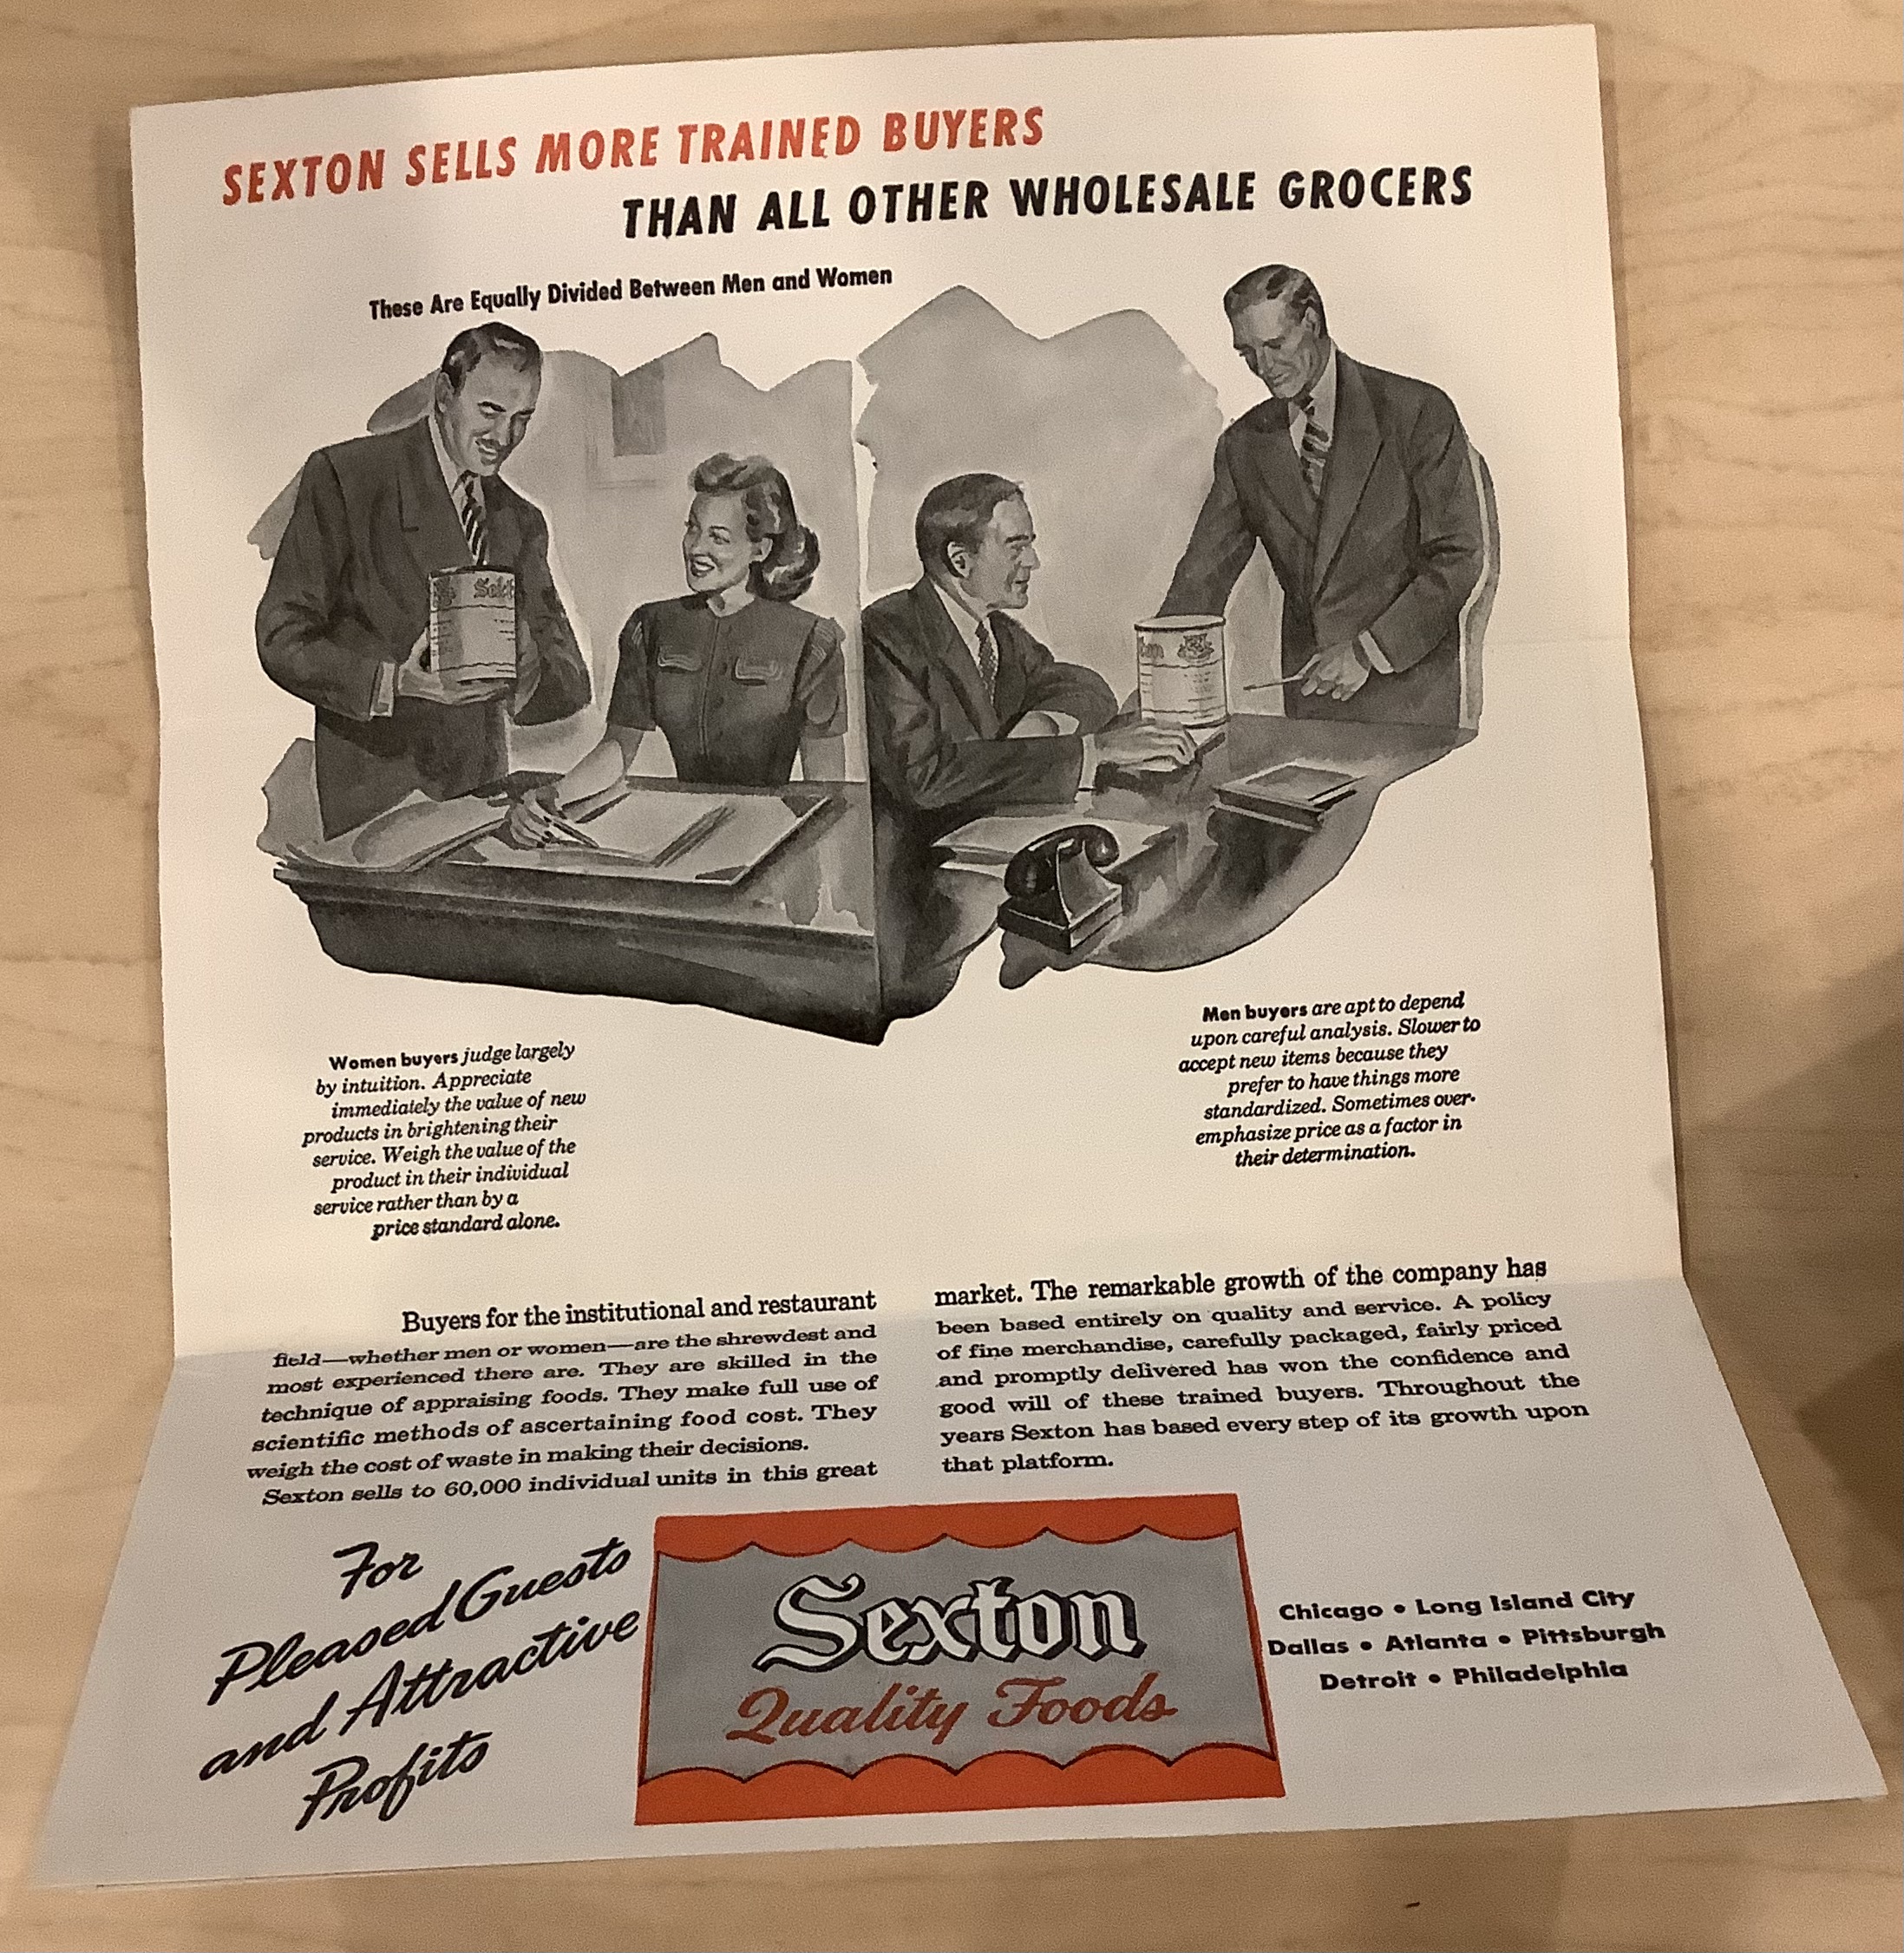 SEXTON SELLS MORE TRAINED BUYERS
THAN ALL OTHER WHOLESALE GROCERS
These Are Equally Divided Between Men and Women
Women buyers judge largely
by intuition. Appreciate
immediately the value of new
products in brightening their
service. Weigh the value of the
product in their individual
service rather than by a
price standard alone.
Men buyers are apt to depend
upon careful analysis. Slower to
accept new items because they
prefer to have things more
standardized. Sometimes over-
emphasize price as a factor in
their determination.
Buyers for the institutional and restaurant
field—whether men or women—are the shrewdest and
most experienced there are. They are skilled in the
technique of appraising foods. They make full use of
scientific methods of ascertaining food cost. They
weigh the cost of waste in making their decisions.
Sexton sells to 60,000 individual units in this great
market. The remarkable growth of the company has
been based entirely on quality and service. A policy
of fine merchandise, carefully packaged, fairly priced
and promptly delivered has won the confidence and
good will of these trained buyers. Throughout the
years Sexton has based every step of its growth upon
that platform.
For
Pleased Guests
and Attractive
Profits
Sexton
Quality Foods
Chicago • Long Island City
Dallas • Atlanta • Pittsburgh
Detroit • Philadelphia